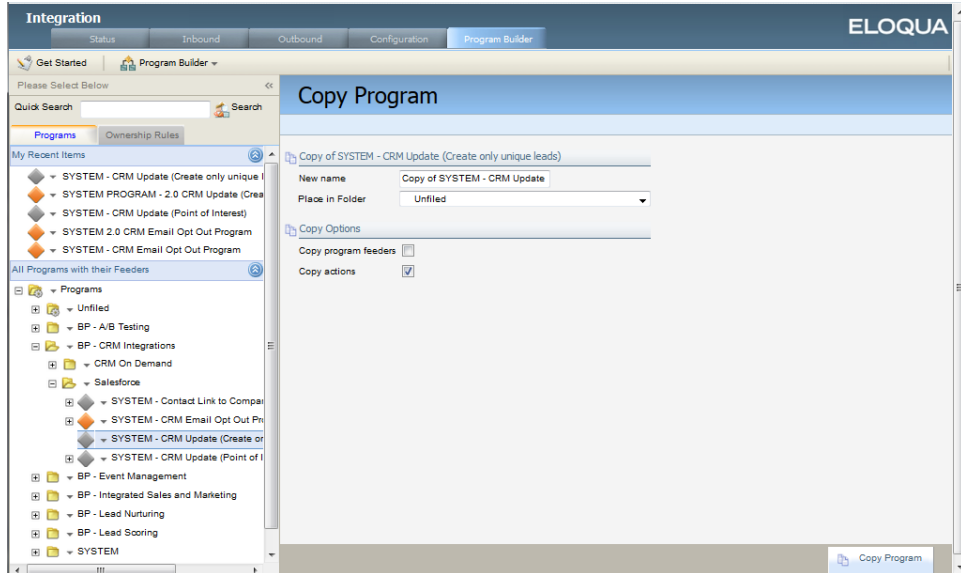 Integration
ELOQUA
Status
Inbound
Outbound
Configuration
Program Builder
Get Started
Program Builder
Please Select Below
Quick Search
Search
Programs
Ownership Rules
My Recent Items
SYSTEM - CRM Update (Create only unique l
SYSTEM PROGRAM - 2.0 CRM Update (Crea
SYSTEM - CRM Update (Point of Interest)
SYSTEM 2.0 CRM Email Opt Out Program
SYSTEM - CRM Email Opt Out Program
All Programs with their Feeders
Programs
Unfiled
BP - A/B Testing
BP - CRM Integrations
CRM On Demand
Salesforce
SYSTEM - Contact Link to Compa
SYSTEM - CRM Email Opt Out Pr
SYSTEM - CRM Update (Create or
SYSTEM - CRM Update (Point of I
BP - Event Management
BP - Integrated Sales and Marketing
BP - Lead Nurturing
BP - Lead Scoring
SYSTEM
Copy Program
Copy of SYSTEM - CRM Update (Create only unique leads)
New name
Copy of SYSTEM - CRM Update
Place in Folder
Unfiled
Copy Options
Copy program feeders
Copy actions
Copy Program